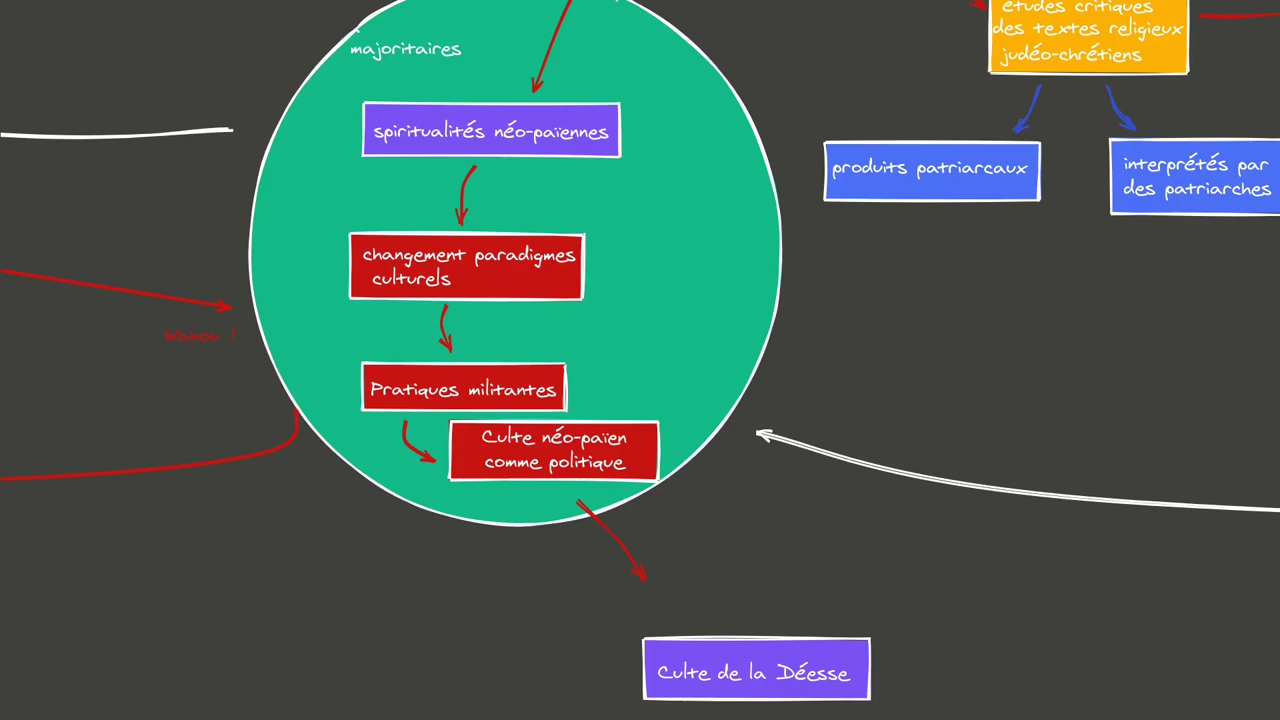 majoritaires
spiritualités néo-païennes
changement paradigmes
culturels
Pratiques militantes
Culte néo-païen
comme politique
Culte de la Déesse
études critiques
des textes religieux
judéo-chrétiens
produits patriarcaux
interprétés par
des patriarches